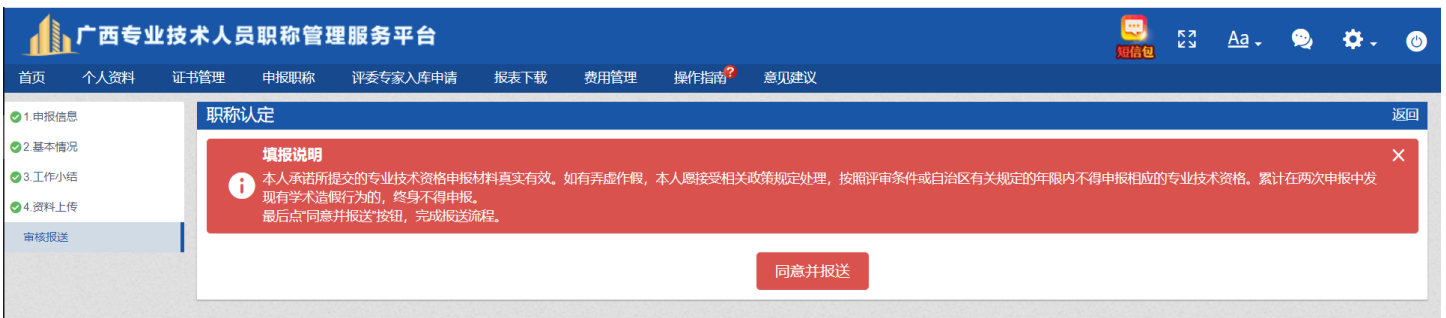 广西专业技术人员职称管理服务平台
短信包
Aa
首页 个人资料 证书管理 申报职称 评委专家入库申请 报表下载 费用管理 操作指南? 意见建议
1.申报信息
2.基本情况
3.工作小结
4.资料上传
审核报送
职称认定 返回
填报说明
本人承诺所提交的专业技术资格申报材料真实有效。如有弄虚作假，本人愿接受相关政策规定处理，按照评审条件或自治区有关规定的年限内不得申报相应的专业技术资格。累计在两次申报中发
现有学术造假行为的，终身不得申报。
最后点"同意并报送"按钮，完成报送流程。
同意并报送